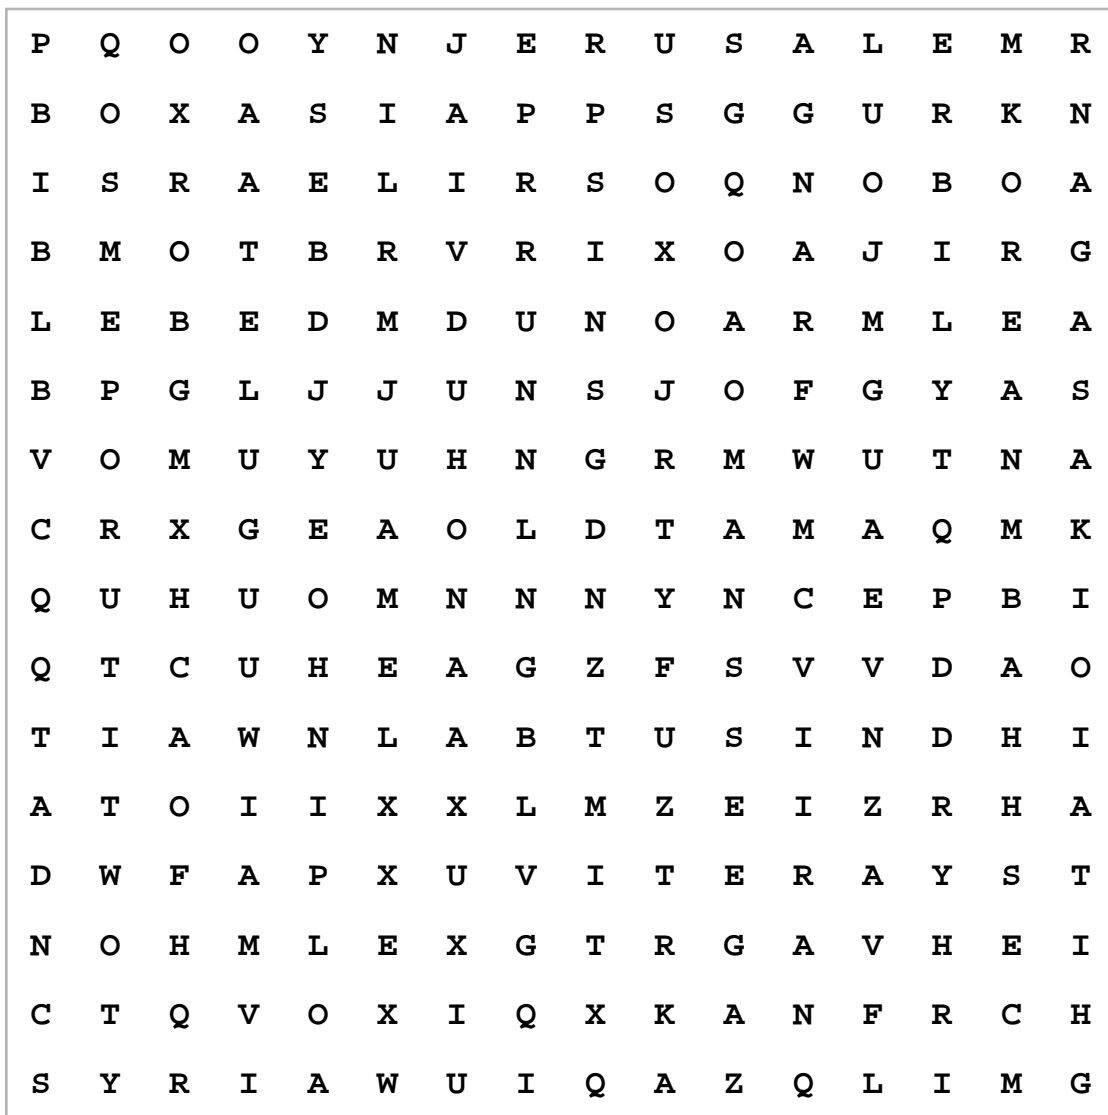 P Q O O Y N J E R U S A L E M R
B O X A S I A P P S G G U R K N
I S R A E L I R S O Q N O B O A
B M O T B R V R I X O A J I R G
L E B E D M D U N O A R M L E A
B P G L J J U N S J O F G Y A S
V O M U Y U H N G R M W U T N A
C R X G E A O L D T A M A Q M K
Q U H U O M N N N Y N C E P B I
Q T C U H E A G Z F S V V D A O
T I A W N L A B T U S I N D H I
A T O I I X X L M Z E I Z R H A
D W F A P X U V I T E R A Y S T
N O H M L E X G T R G A V H E I
C T Q V O X I Q X K A N F R C H
S Y R I A W U I Q A Z Q L I M G